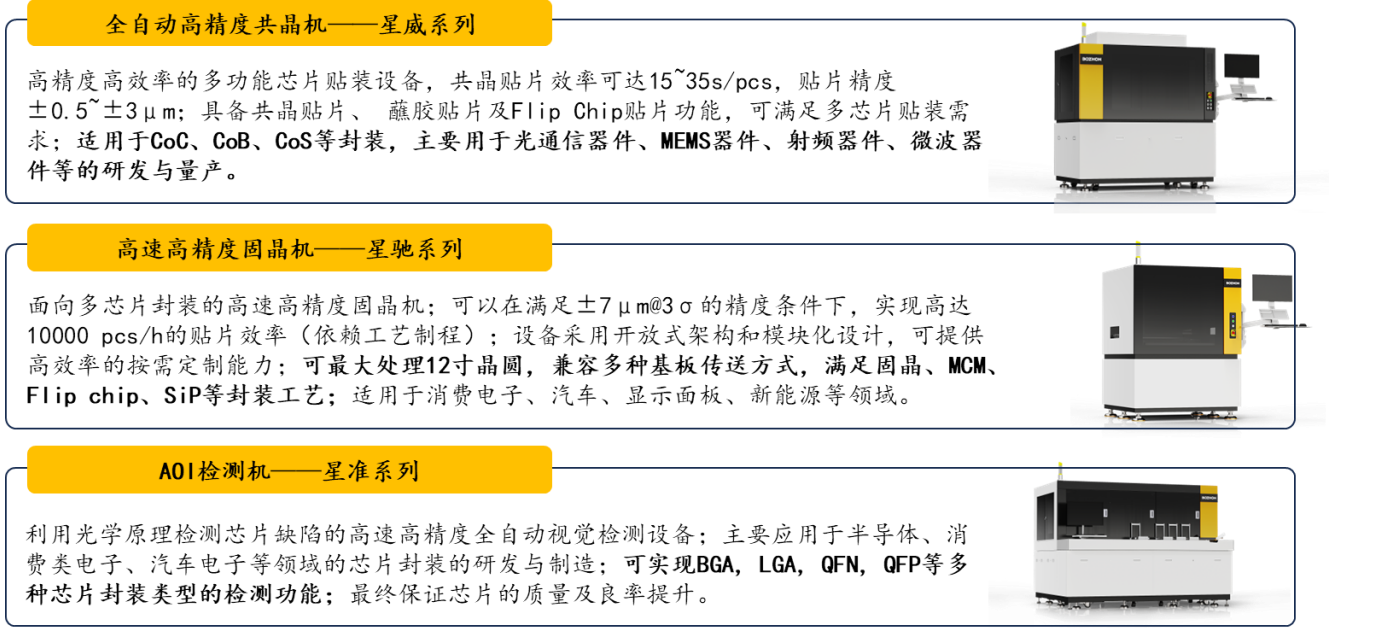 全自动高精度共晶机——星威系列
高精度高效率的多功能芯片贴装设备，共晶贴片效率可达15~35s/pcs，贴片精度
±0.5~±3μm；具备共晶贴片、 蘸胶贴片及Flip Chip贴片功能，可满足多芯片贴装需
求；适用于CoC、CoB、CoS等封装，主要用于光通信器件、MEMS器件、射频器件、微波器
件等的研发与量产。
BOZHON
高速高精度固晶机——星驰系列
面向多芯片封装的高速高精度固晶机；可以在满足±7μm@3σ的精度条件下，实现高达
10000 pcs/h的贴片效率（依赖工艺制程）；设备采用开放式架构和模块化设计，可提供
高效率的按需定制能力；可最大处理12寸晶圆，兼容多种基板传送方式，满足固晶、MCM、
Flip chip、SiP等封装工艺；适用于消费电子、汽车、显示面板、新能源等领域。
BOZHON
AOI检测机——星准系列
利用光学原理检测芯片缺陷的高速高精度全自动视觉检测设备；主要应用于半导体、消
费类电子、汽车电子等领域的芯片封装的研发与制造；可实现BGA, LGA, QFN, QFP等多
种芯片封装类型的检测功能；最终保证芯片的质量及良率提升。
BOZHON